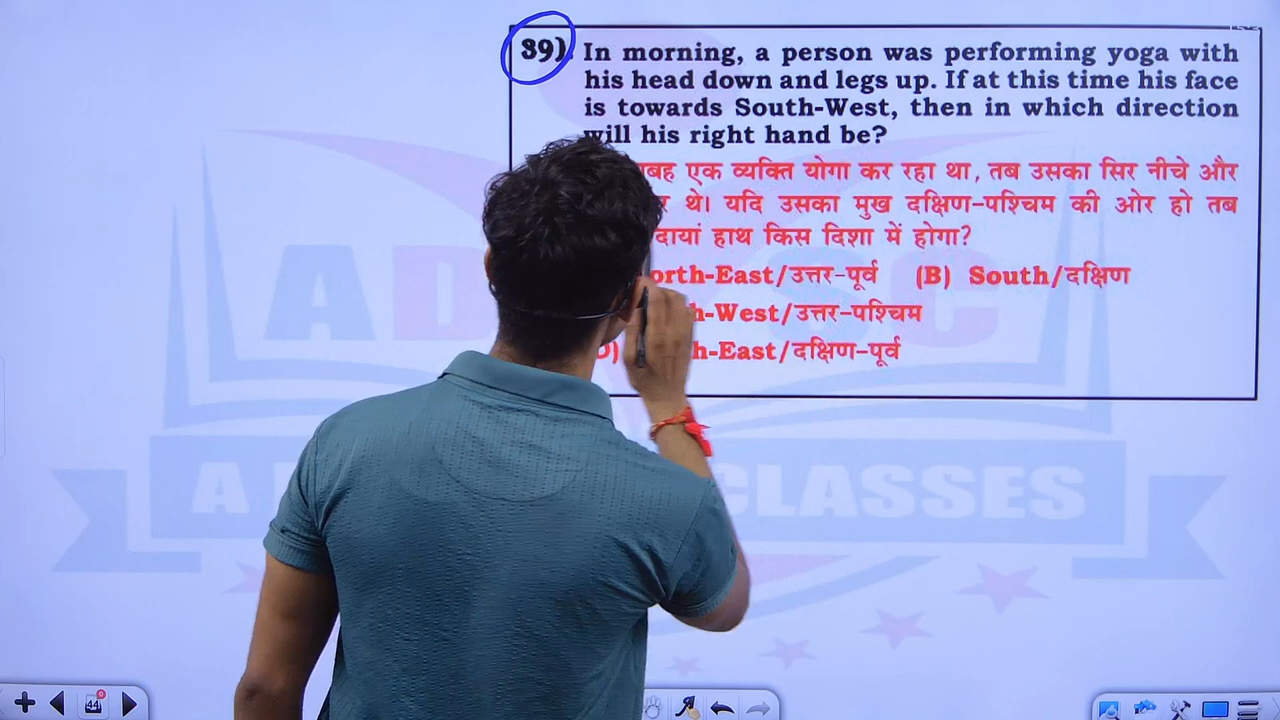 39). In morning, a person was performing yoga with
his head down and legs up. If at this time his face
is towards South-West, then in which direction
will his right hand be?
एक व्यक्ति योगा कर रहा था, तब उसका सिर नीचे और
थे। यदि उसका मुख दक्षिण-पश्चिम की ओर हो तब
दायां हाथ किस दिशा में होगा?
उत्तर-पूर्व (B) South/दक्षिण
-West/उत्तर-पश्चिम
-East/दक्षिण-पूर्व
CLASSES
44
0